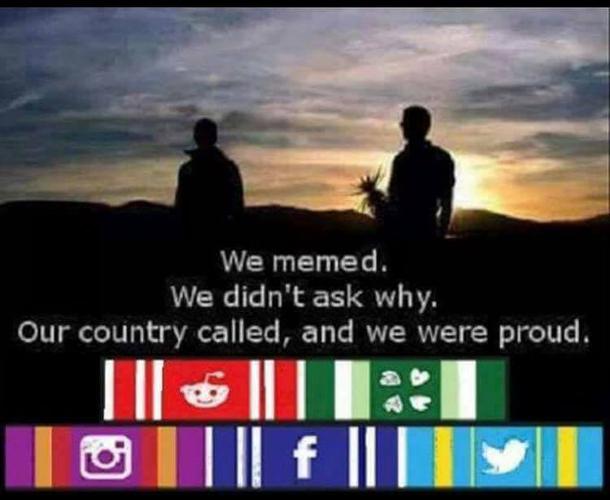 We memed.
We didn't ask why.
Our country called, and we were proud.
f